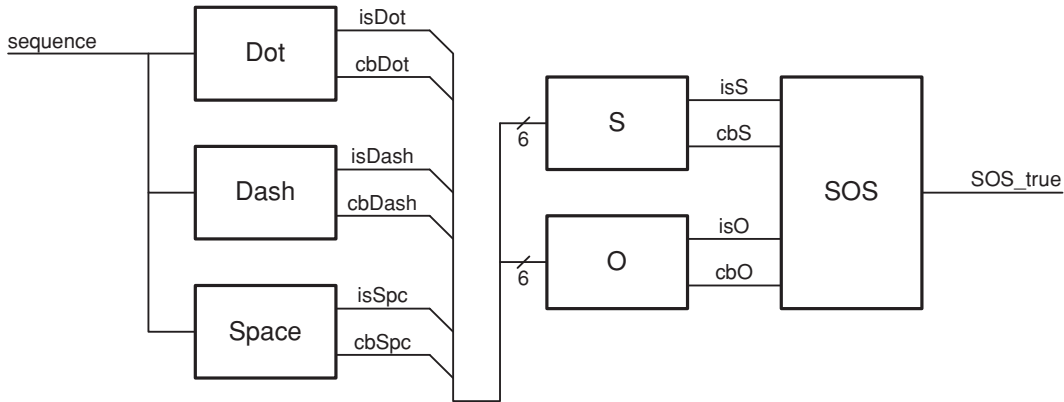 sequence
Dot
isDot
cbDot
Dash
isDash
cbDash
Space
isSpc
cbSpc
6
S
isS
cbS
6
O
isO
cbO
SOS
SOS_true